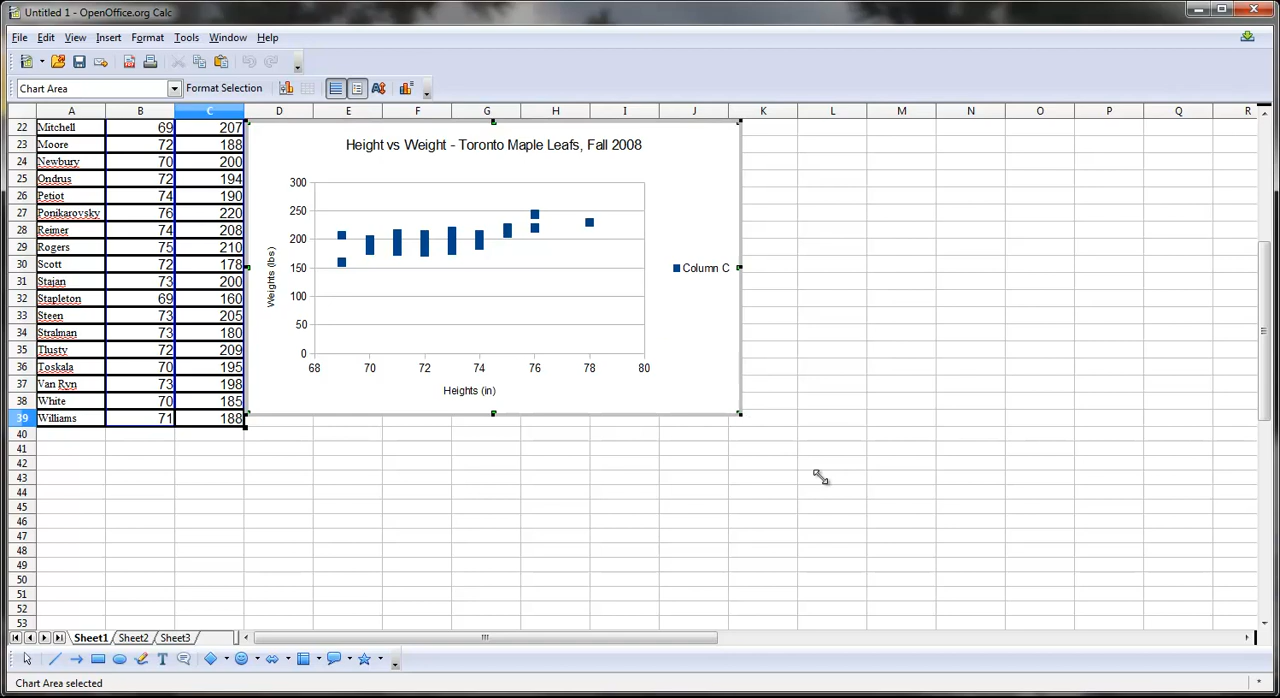 Untitled 1 - OpenOffice.org Calc
File Edit View Insert Format Tools Window Help
Chart Area Format Selection
A B C D E F G H I J K L M N O P Q R
22 Mitchell 69 207
23 Moore 72 188
24 Newbury 70 200
25 Ondrus 72 194
26 Petiot 74 190
27 Ponikarovsky 76 220
28 Reimer 74 208
29 Rogers 75 210
30 Scott 72 178
31 Stajan 73 200
32 Stapleton 69 160
33 Steen 73 205
34 Stralman 73 180
35 Tlusty 72 209
36 Toskala 70 195
37 Van Ryn 73 198
38 White 70 185
39 Williams 71 188
40
41
42
43
44
45
46
47
48
49
50
51
52
53
Height vs Weight - Toronto Maple Leafs, Fall 2008
300
250
200
150
100
50
0
Weights (lbs)
68 70 72 74 76 78 80
Heights (in)
Column C
Sheet1 Sheet2 Sheet3
Chart Area selected *